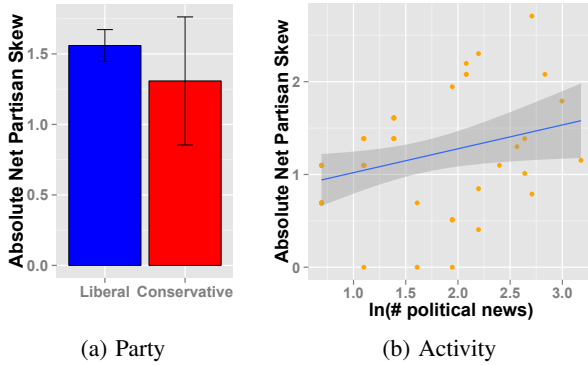 Absolute Net Partisan Skew
1.5
1.0
0.5
0.0
Liberal Conservative
(a) Party
Absolute Net Partisan Skew
2
1
0
1.0 1.5 2.0 2.5 3.0
ln(# political news)
(b) Activity